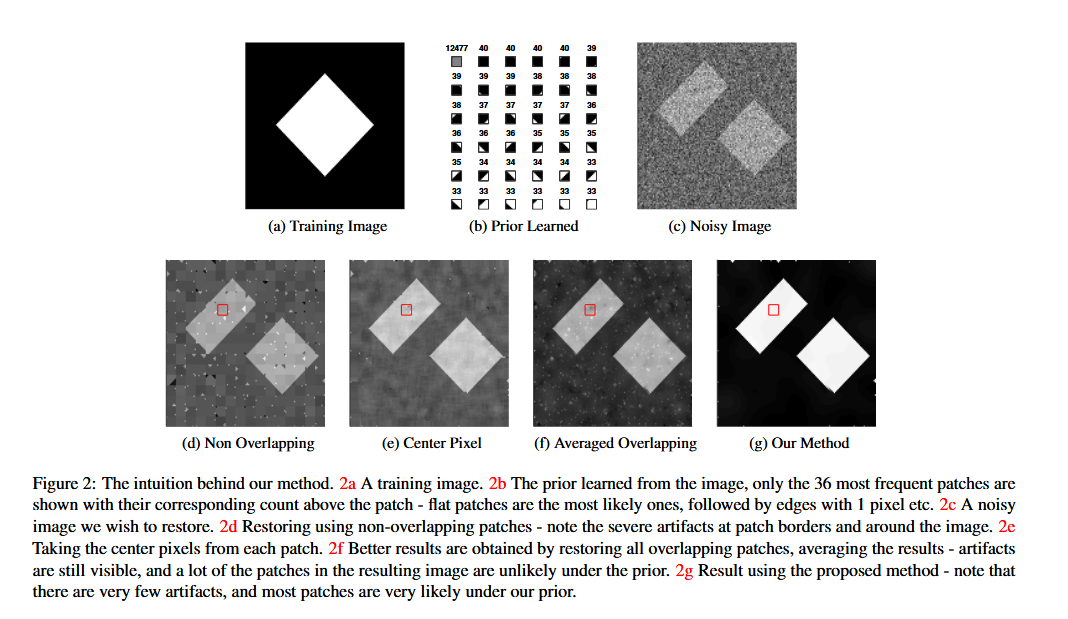 12477 40 40 40 40 39
39 39 39 38 38 38
38 37 37 37 37 36
36 36 36 35 35 35
35 34 34 34 34 33
33 33 33 33 33 33
(a) Training Image
(b) Prior Learned
(c) Noisy Image
(d) Non Overlapping
(e) Center Pixel
(f) Averaged Overlapping
(g) Our Method
Figure 2: The intuition behind our method. 2a A training image. 2b The prior learned from the image, only the 36 most frequent patches are
shown with their corresponding count above the patch - flat patches are the most likely ones, followed by edges with 1 pixel etc. 2c A noisy
image we wish to restore. 2d Restoring using non-overlapping patches - note the severe artifacts at patch borders and around the image. 2e
Taking the center pixels from each patch. 2f Better results are obtained by restoring all overlapping patches, averaging the results - artifacts
are still visible, and a lot of the patches in the resulting image are unlikely under the prior. 2g Result using the proposed method - note that
there are very few artifacts, and most patches are very likely under our prior.